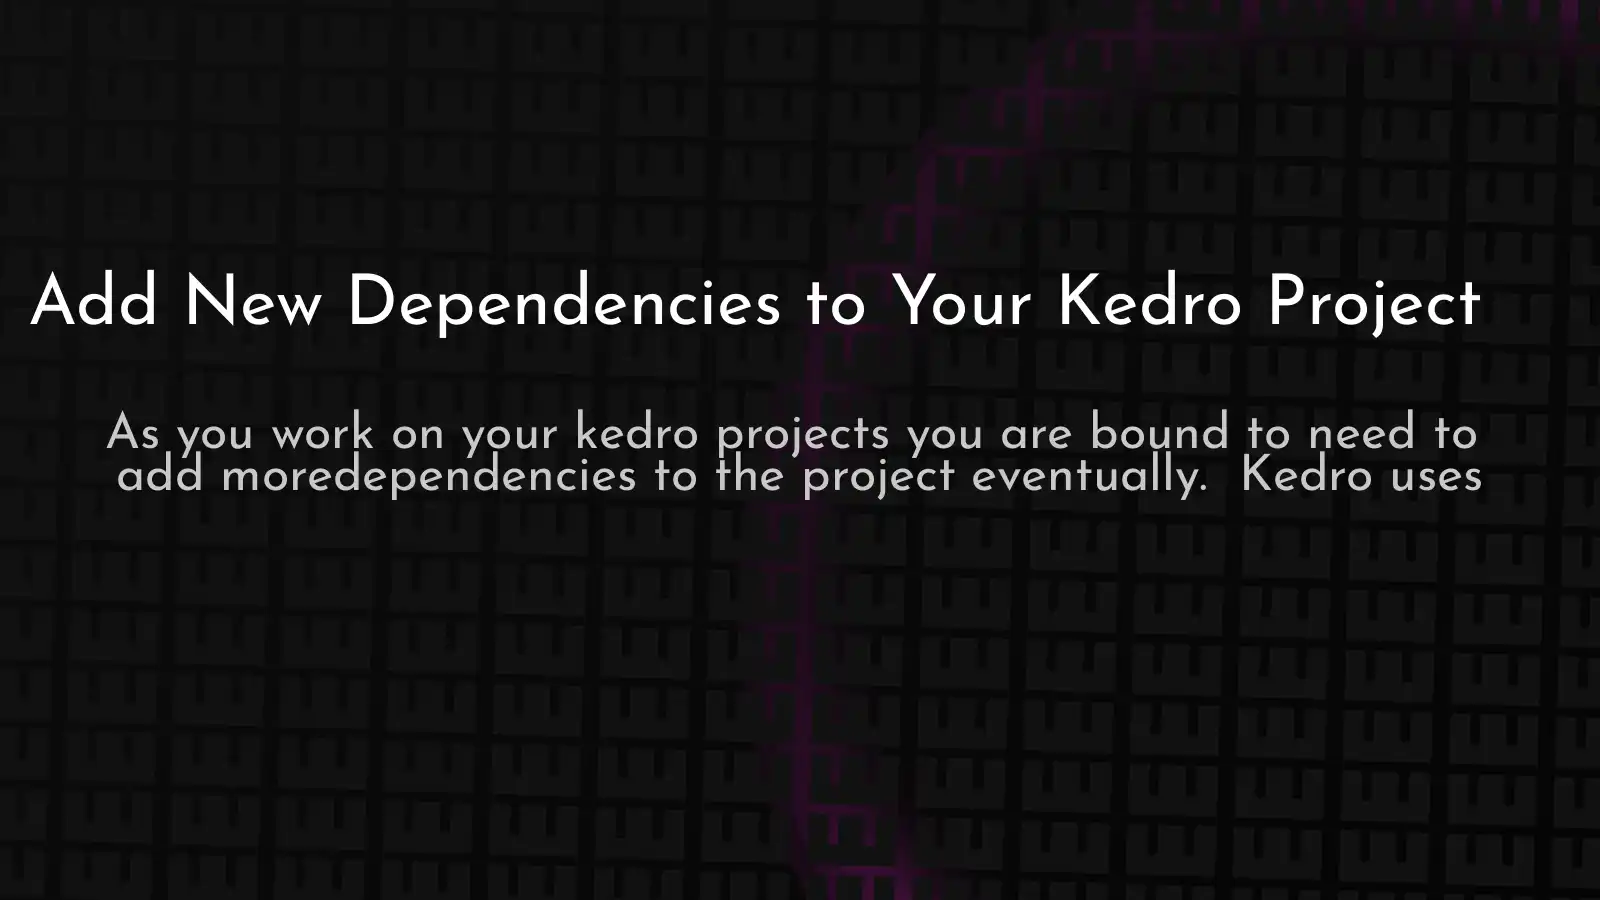 Add New Dependencies to Your Kedro Project
As you work on your kedro projects you are bound to need to
add moredependencies to the project eventually.  Kedro uses